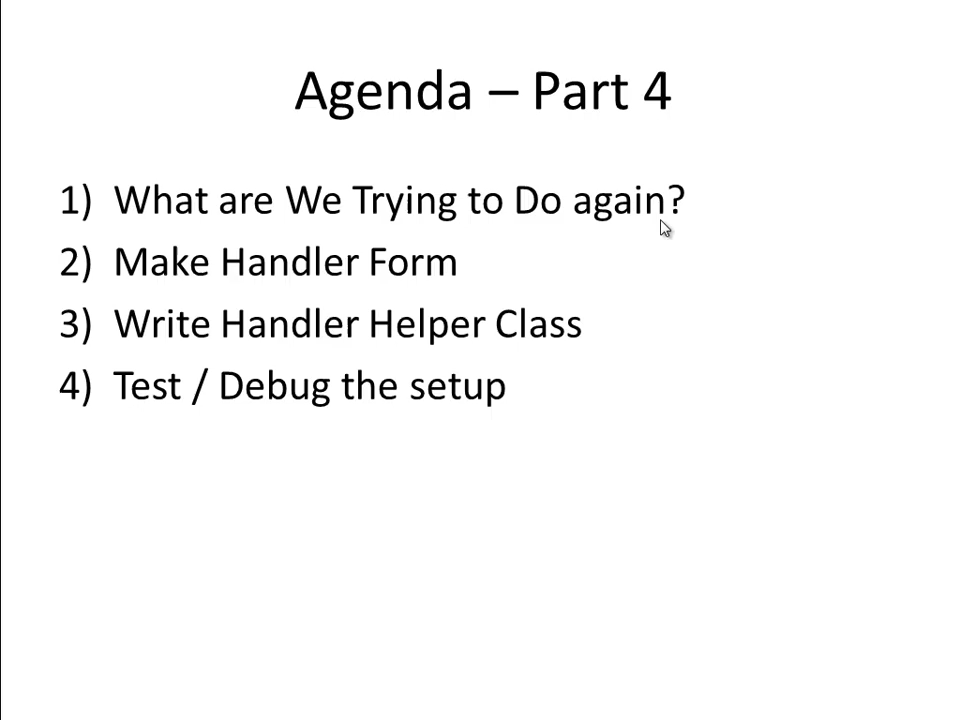 Agenda – Part 4
1) What are We Trying to Do again?
2) Make Handler Form
3) Write Handler Helper Class
4) Test / Debug the setup